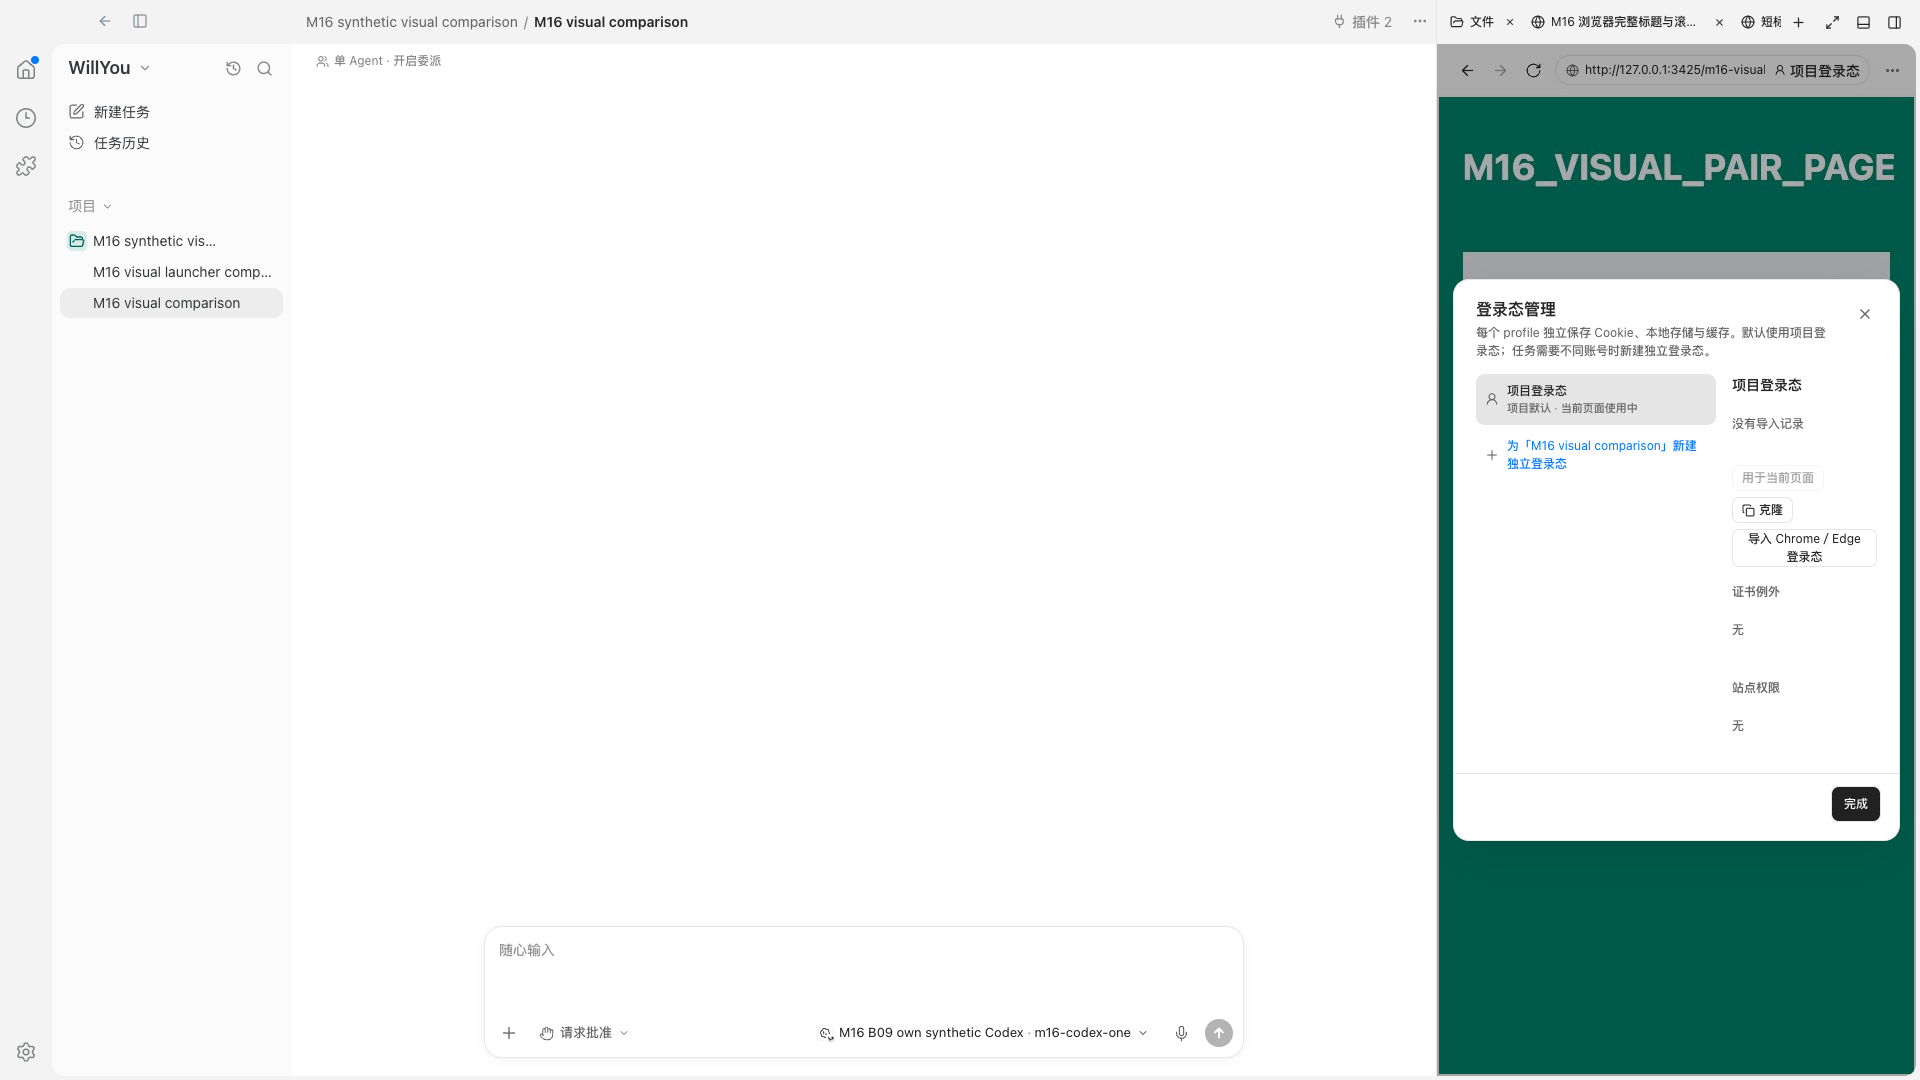 M16 synthetic visual comparison / M16 visual comparison
插件 2
文件
M16 浏览器完整标题与滚...
短标
WillYou
新建任务
任务历史
项目
M16 synthetic vis...
M16 visual launcher comp...
M16 visual comparison
单 Agent · 开启委派
随心输入
请求批准
M16 B09 own synthetic Codex · m16-codex-one
http://127.0.0.1:3425/m16-visual
项目登录态
M16_VISUAL_PAIR_PAGE
登录态管理
每个 profile 独立保存 Cookie、本地存储与缓存。默认使用项目登
录态；任务需要不同账号时新建独立登录态。
项目登录态
项目默认 · 当前页面使用中
为「M16 visual comparison」新建
独立登录态
项目登录态
没有导入记录
用于当前页面
克隆
导入 Chrome / Edge
登录态
证书例外
无
站点权限
无
完成